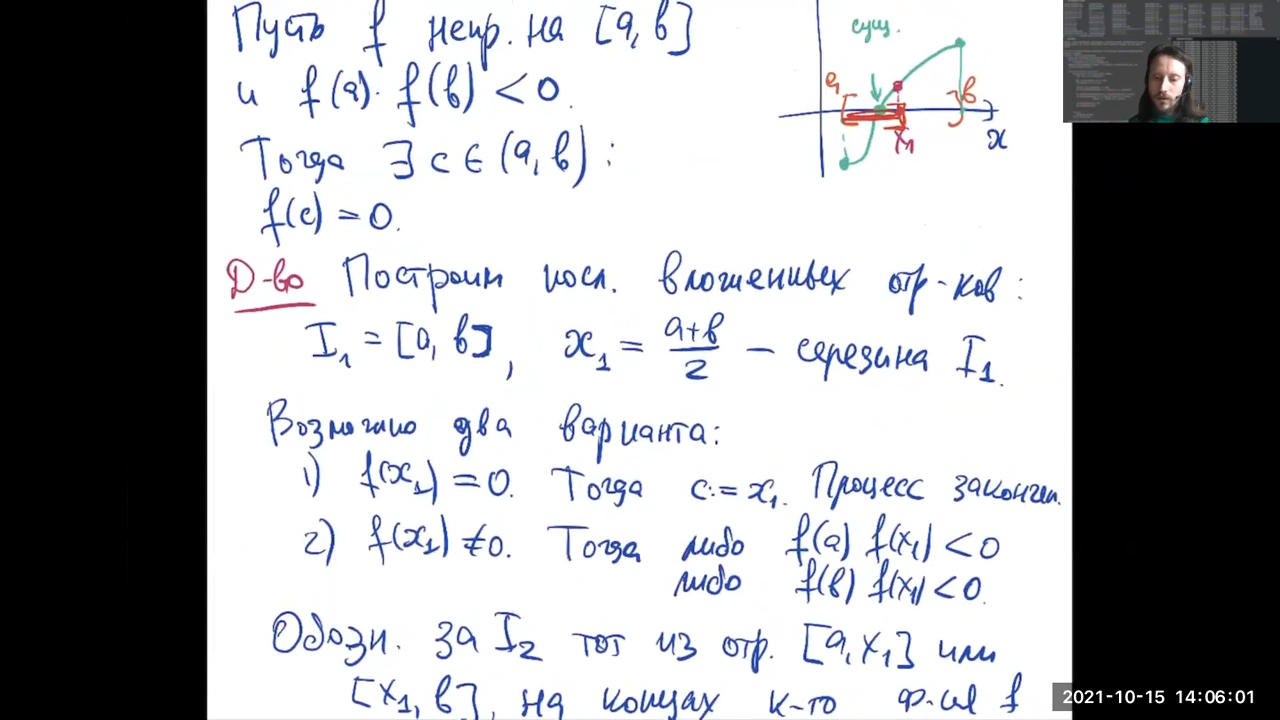 Пусть f непр. на [a, b]
и f(a)·f(b) < 0.
Тогда ∃ c ∈ (a, b):
f(c) = 0.
сущ.
a
b
x₁
x
Д-во Построим посл. вложенных отр-ков:
I₁ = [a, b], x₁ = (a+b)/2 — середина I₁.
Возможно два варианта:
1) f(x₁) = 0. Тогда c := x₁. Процесс закончен.
2) f(x₁) ≠ 0. Тогда либо f(a) f(x₁) < 0
либо f(b) f(x₁) < 0.
Обозн. за I₂ тот из отр. [a, x₁] или
[x₁, b], на концах к-го ф-ия f
2021-10-15 14:06:01